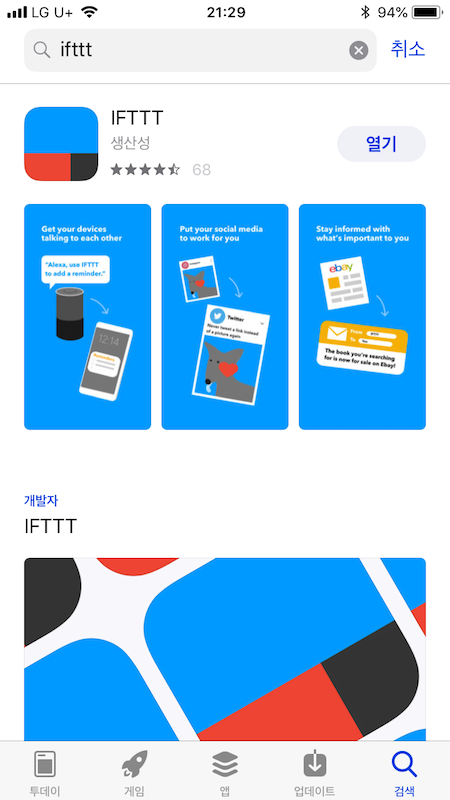 LG U+ 21:29 94%
ifttt 취소
IFTTT
생산성
68
열기
Get your devices
talking to each other
"Alexa, use IFTTT
to add a reminder."
12:14
Reminders
Put your social media
to work for you
Twitter
Never tweet a link instead
of a picture again
Stay informed with
what's important to you
ebay
From
To
The book you're searching
for is now for sale on Ebay!
개발자
IFTTT
투데이 게임 앱 업데이트 검색